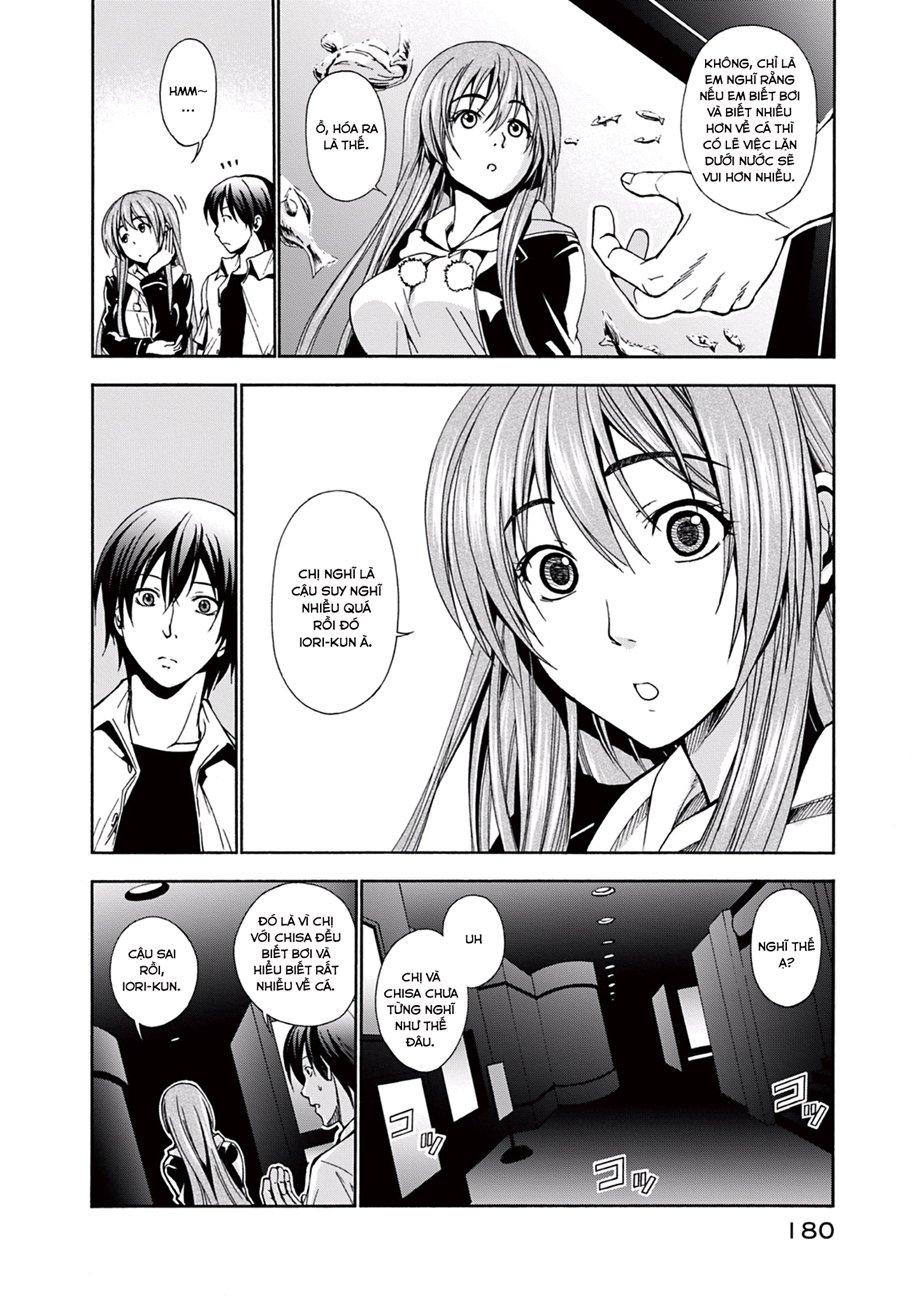 KHÔNG, CHỈ LÀ
EM NGHĨ RẰNG
NẾU EM BIẾT BƠI
VÀ BIẾT NHIỀU
HƠN VỀ CÁ THÌ
CÓ LẼ VIỆC LẶN
DƯỚI NƯỚC SẼ
VUI HƠN NHIỀU.
Ồ, HÓA RA
LÀ THẾ.
HMM~
...
CHỊ NGHĨ LÀ
CẬU SUY NGHĨ
NHIỀU QUÁ
RỒI ĐÓ
IORI-KUN À.
NGHĨ THẾ
Ạ?
UH
CHỊ VÀ
CHISA CHƯA
TỪNG NGHĨ
NHƯ THẾ
ĐÂU.
コツ
コツ
コツ
ĐÓ LÀ VÌ CHỊ
VỚI CHISA ĐỀU
BIẾT BƠI VÀ
HIỂU BIẾT RẤT
NHIỀU VỀ CÁ.
CẬU SAI
RỒI,
IORI-KUN.
180